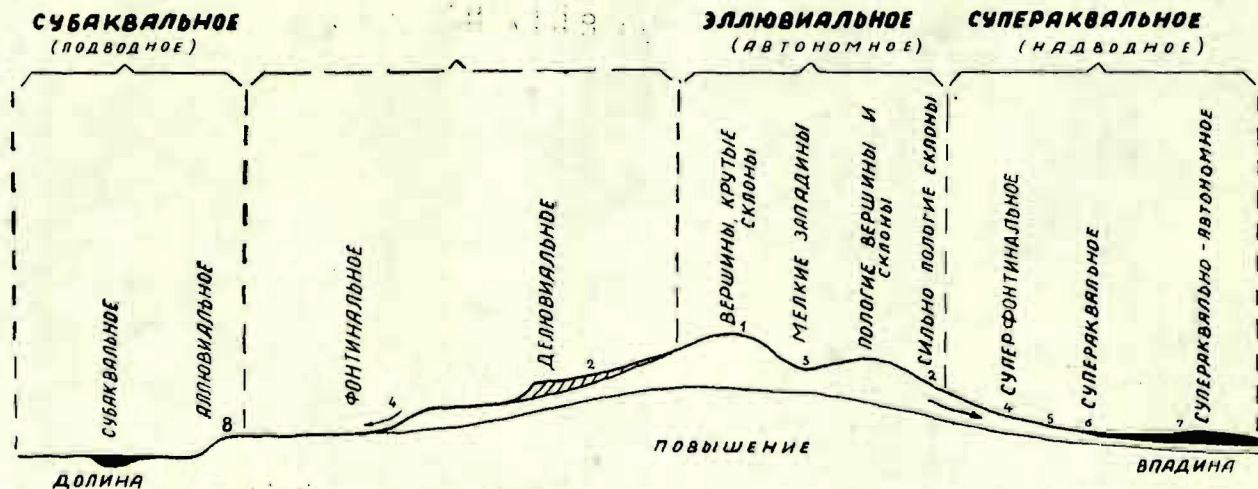 СУБАКВАЛЬНОЕ
(ПОДВОДНОЕ)
ЭЛЛЮВИАЛЬНОЕ
(АВТОНОМНОЕ)
СУПЕРАКВАЛЬНОЕ
(НАДВОДНОЕ)
СУБАКВАЛЬНОЕ
АЛЛЮВИАЛЬНОЕ
ФОНТИНАЛЬНОЕ
ДЕЛЮВИАЛЬНОЕ
ВЕРШИНЫ, КРУТЫЕ
СКЛОНЫ
МЕЛКИЕ ЗАПАДИНЫ
ПОЛОГИЕ ВЕРШИНЫ И
СКЛОНЫ
СИЛЬНО ПОЛОГИЕ СКЛОНЫ
СУПЕРФОНТИНАЛЬНОЕ
СУПЕРАКВАЛЬНОЕ
СУПЕРАКВАЛЬНО-АВТОНОМНОЕ
8
4
2
1
3
2
4
5
6
7
ДОЛИНА
ПОВЫШЕНИЕ
ВПАДИНА